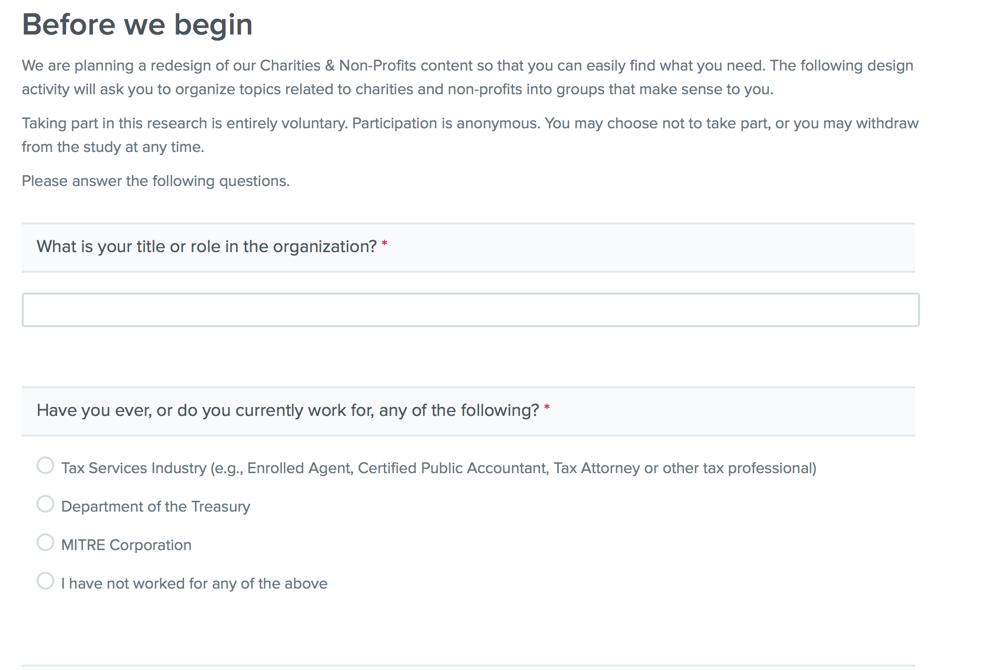 Before we begin
We are planning a redesign of our Charities & Non-Profits content so that you can easily find what you need. The following design
activity will ask you to organize topics related to charities and non-profits into groups that make sense to you.
Taking part in this research is entirely voluntary. Participation is anonymous. You may choose not to take part, or you may withdraw
from the study at any time.
Please answer the following questions.
What is your title or role in the organization? *
Have you ever, or do you currently work for, any of the following? *
Tax Services Industry (e.g., Enrolled Agent, Certified Public Accountant, Tax Attorney or other tax professional)
Department of the Treasury
MITRE Corporation
I have not worked for any of the above